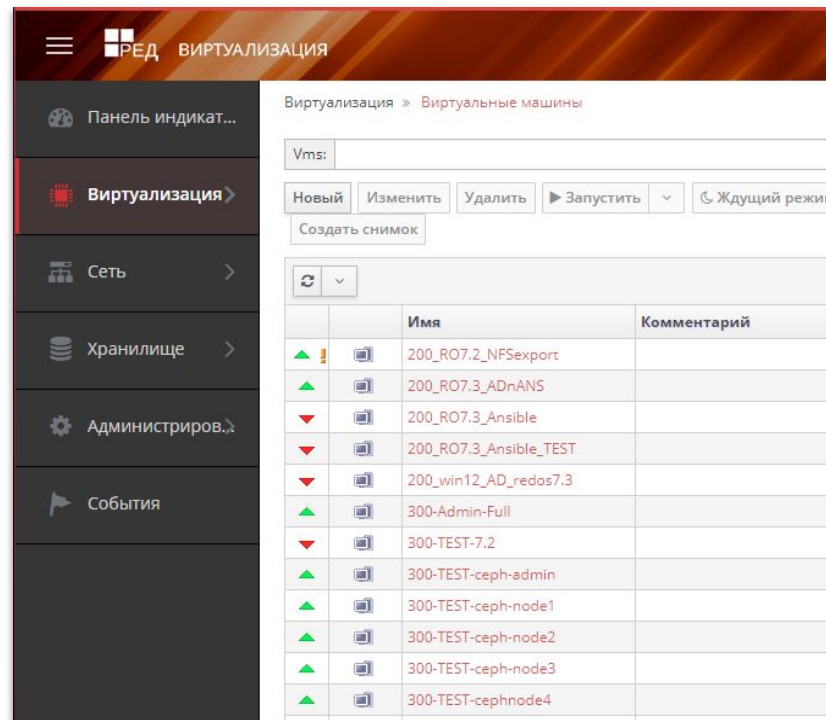 РЕД ВИРТУАЛИЗАЦИЯ
Панель индикат...
Виртуализация
Сеть
Хранилище
Администриров...
События
Виртуализация » Виртуальные машины
Vms:
Новый Изменить Удалить Запустить Ждущий режи
Создать снимок
Имя Комментарий
200_RO7.2_NFSexport
200_RO7.3_ADnANS
200_RO7.3_Ansible
200_RO7.3_Ansible_TEST
200_win12_AD_redos7.3
300-Admin-Full
300-TEST-7.2
300-TEST-ceph-admin
300-TEST-ceph-node1
300-TEST-ceph-node2
300-TEST-ceph-node3
300-TEST-cephnode4